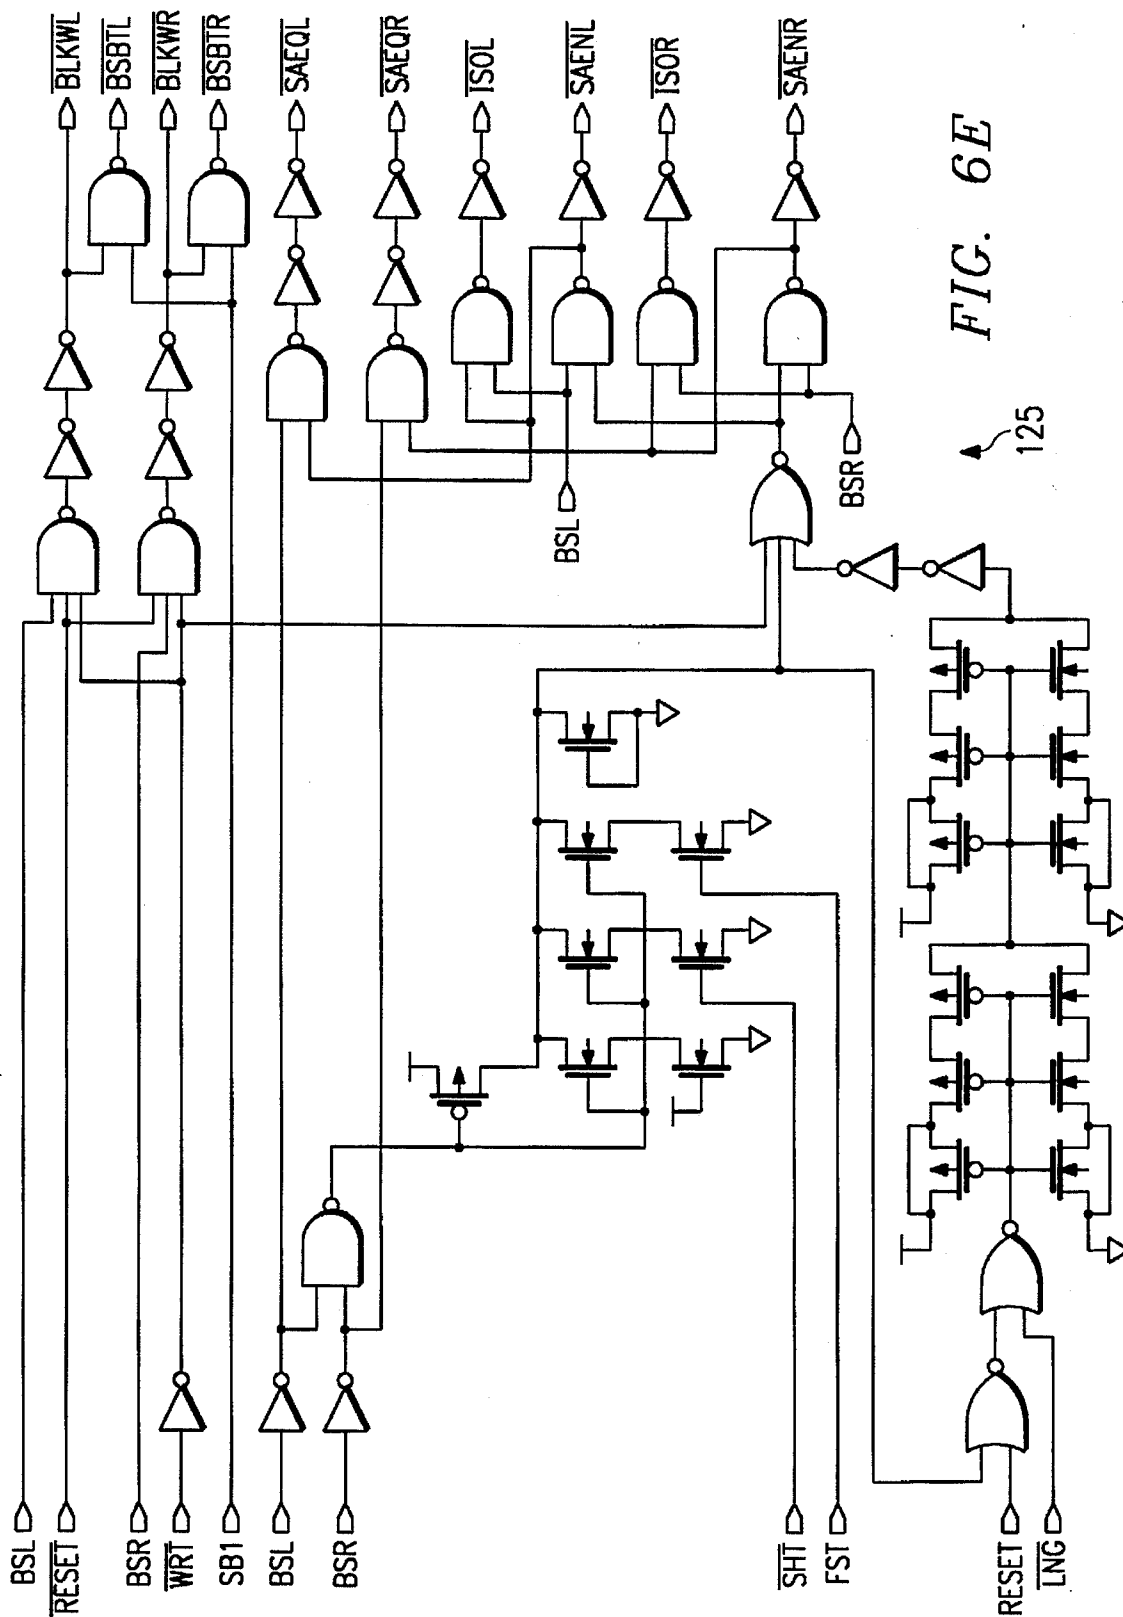 BSL
RESET
BSR
WRT
SB1
BSL
BSR
SHT
FST
RESET
LNG
BSL
BSR
BLKWL
BSBTL
BLKWR
BSBTR
SAEQL
SAEQR
ISOL
SAENL
ISOR
SAENR
125
FIG. 6E